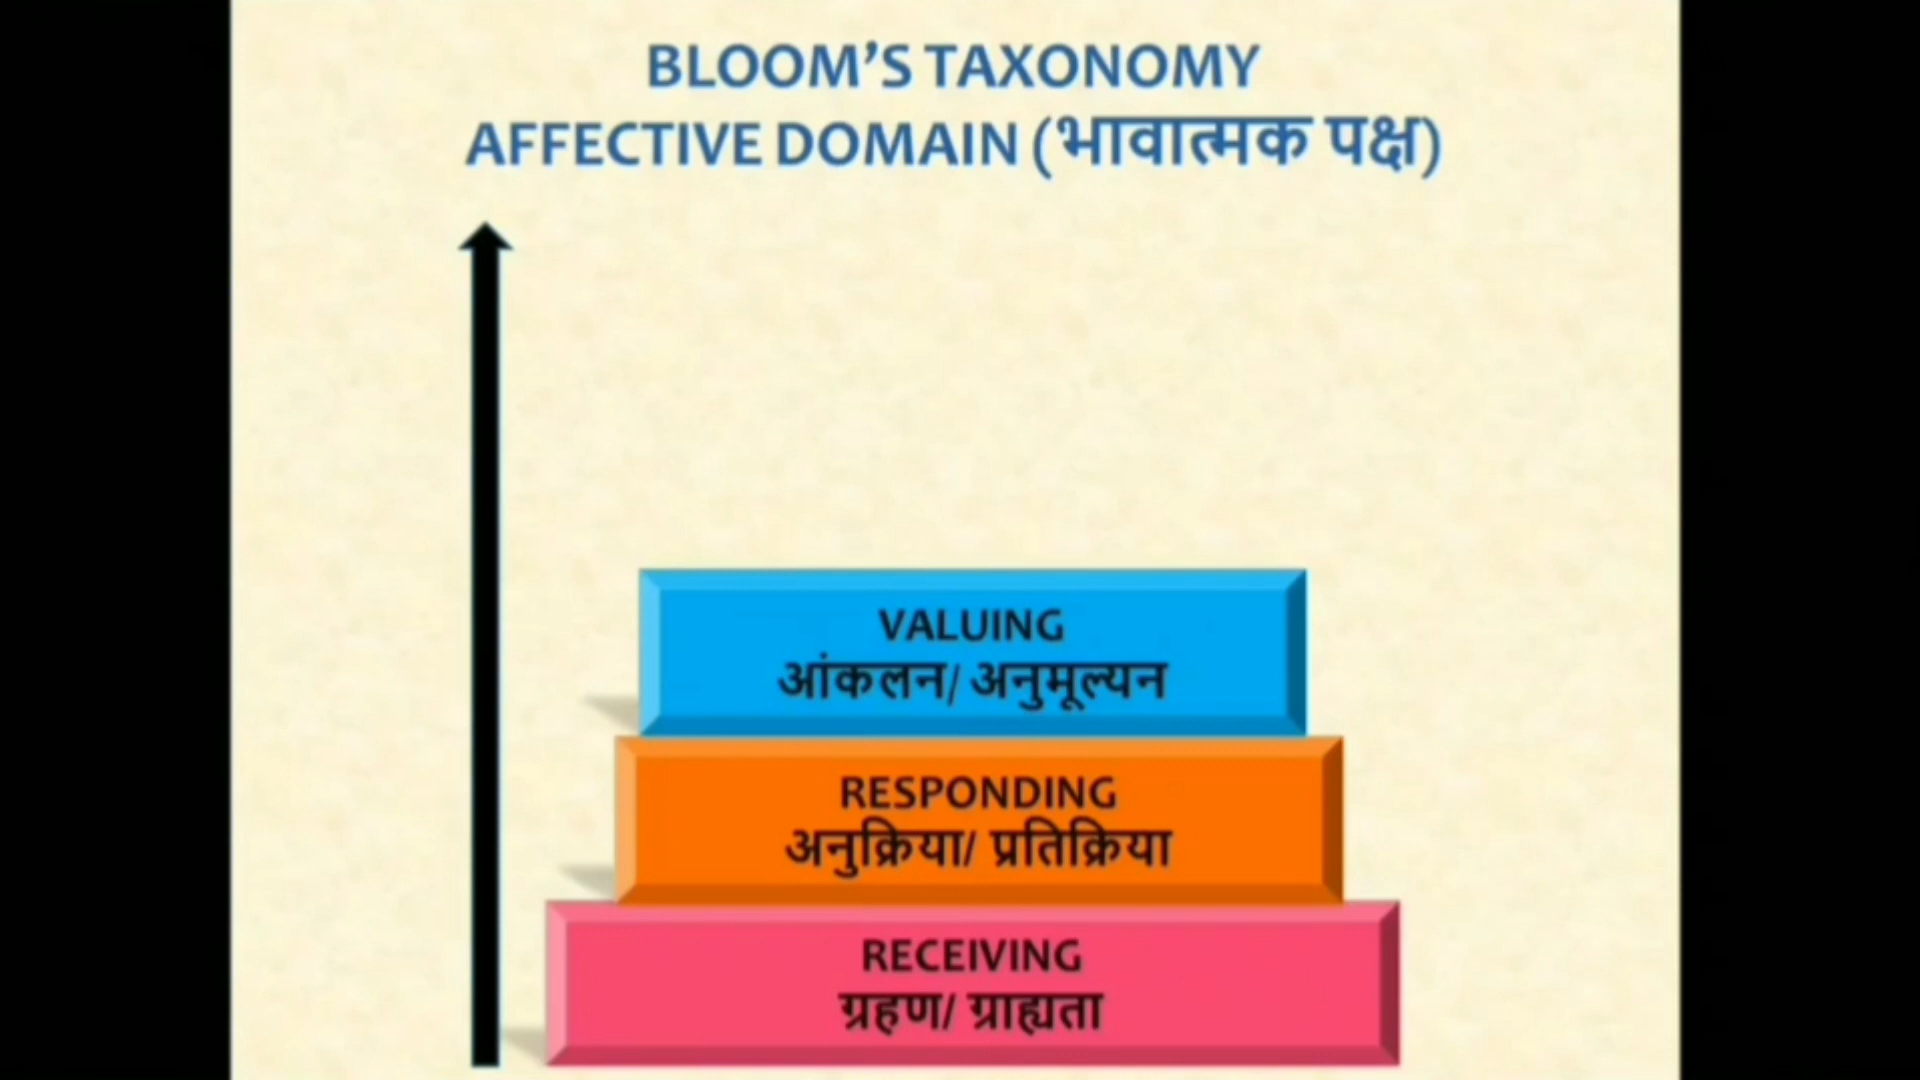 BLOOM’S TAXONOMY
AFFECTIVE DOMAIN (भावात्मक पक्ष)
VALUING
आंकलन/ अनुमूल्यन
RESPONDING
अनुक्रिया/ प्रतिक्रिया
RECEIVING
ग्रहण/ ग्राह्यता